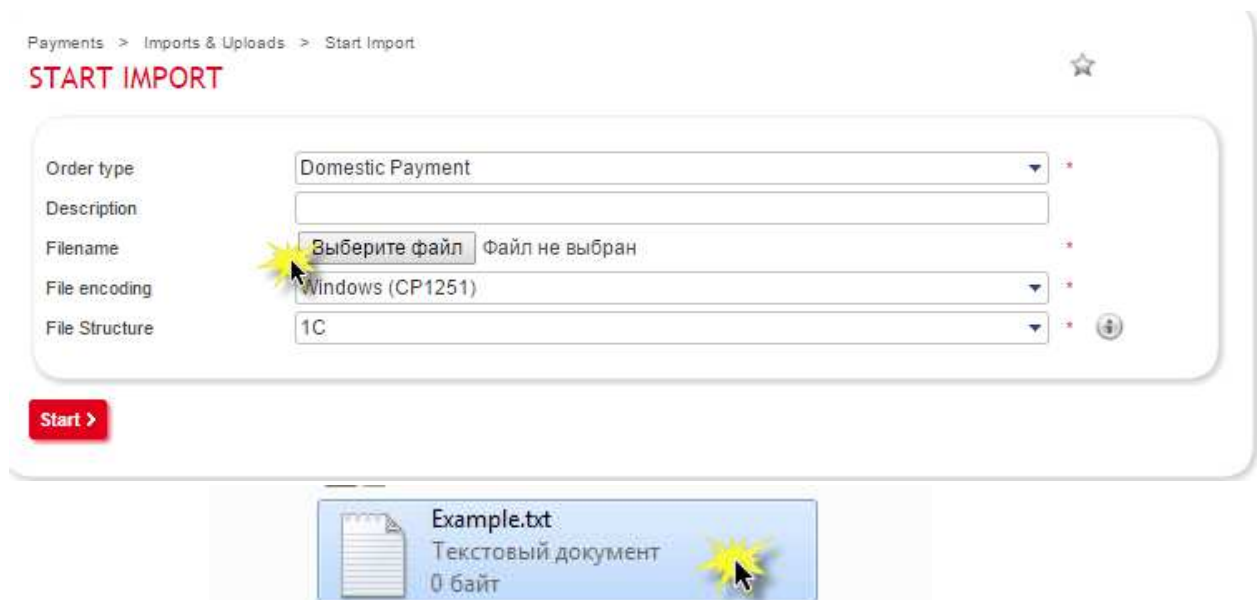 Payments > Imports & Uploads > Start Import
START IMPORT
Order type Domestic Payment *
Description
Filename Выберите файл Файл не выбран *
File encoding Windows (CP1251) *
File Structure 1C *
Start >
Example.txt
Текстовый документ
0 байт